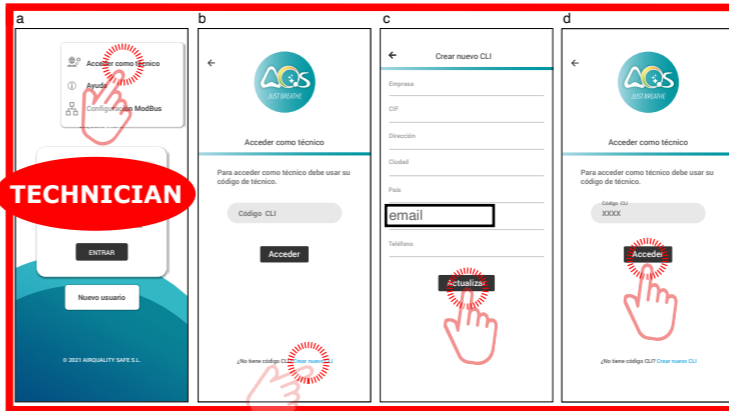 a
Acceder como técnico
Ayuda
Configuración ModBus
TECHNICIAN
ENTRAR
Nuevo usuario
© 2021 AIRQUALITY SAFE S.L.
b
AQS
JUST BREATHE
Acceder como técnico
Para acceder como técnico debe usar su
código de técnico.
Código CLI
Acceder
¿No tiene código CLI? Crear nuevo CLI
c
Crear nuevo CLI
Empresa
CIF
Dirección
Ciudad
País
email
Teléfono
Actualizar
d
AQS
JUST BREATHE
Acceder como técnico
Para acceder como técnico debe usar su
código de técnico.
Código CLI
XXXX
Acceder
¿No tiene código CLI? Crear nuevo CLI